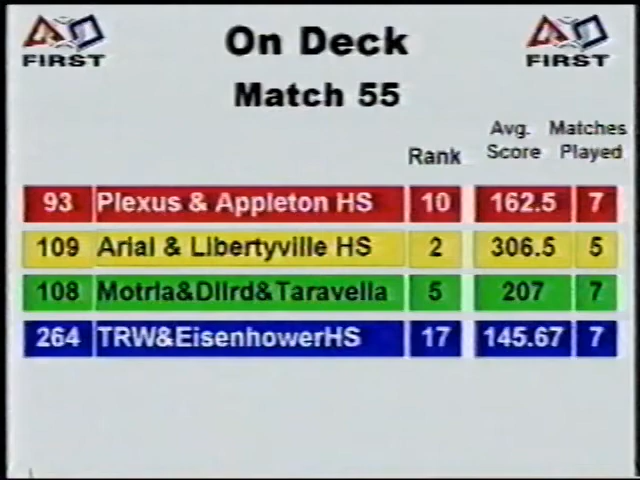 FIRST
On Deck
FIRST
Match 55
Rank
Avg. Score
Matches Played
93 Plexus & Appleton HS 10 162.5 7
109 Arial & Libertyville HS 2 306.5 5
108 Motrla&Dllrd&Taravella 5 207 7
264 TRW&EisenhowerHS 17 145.67 7